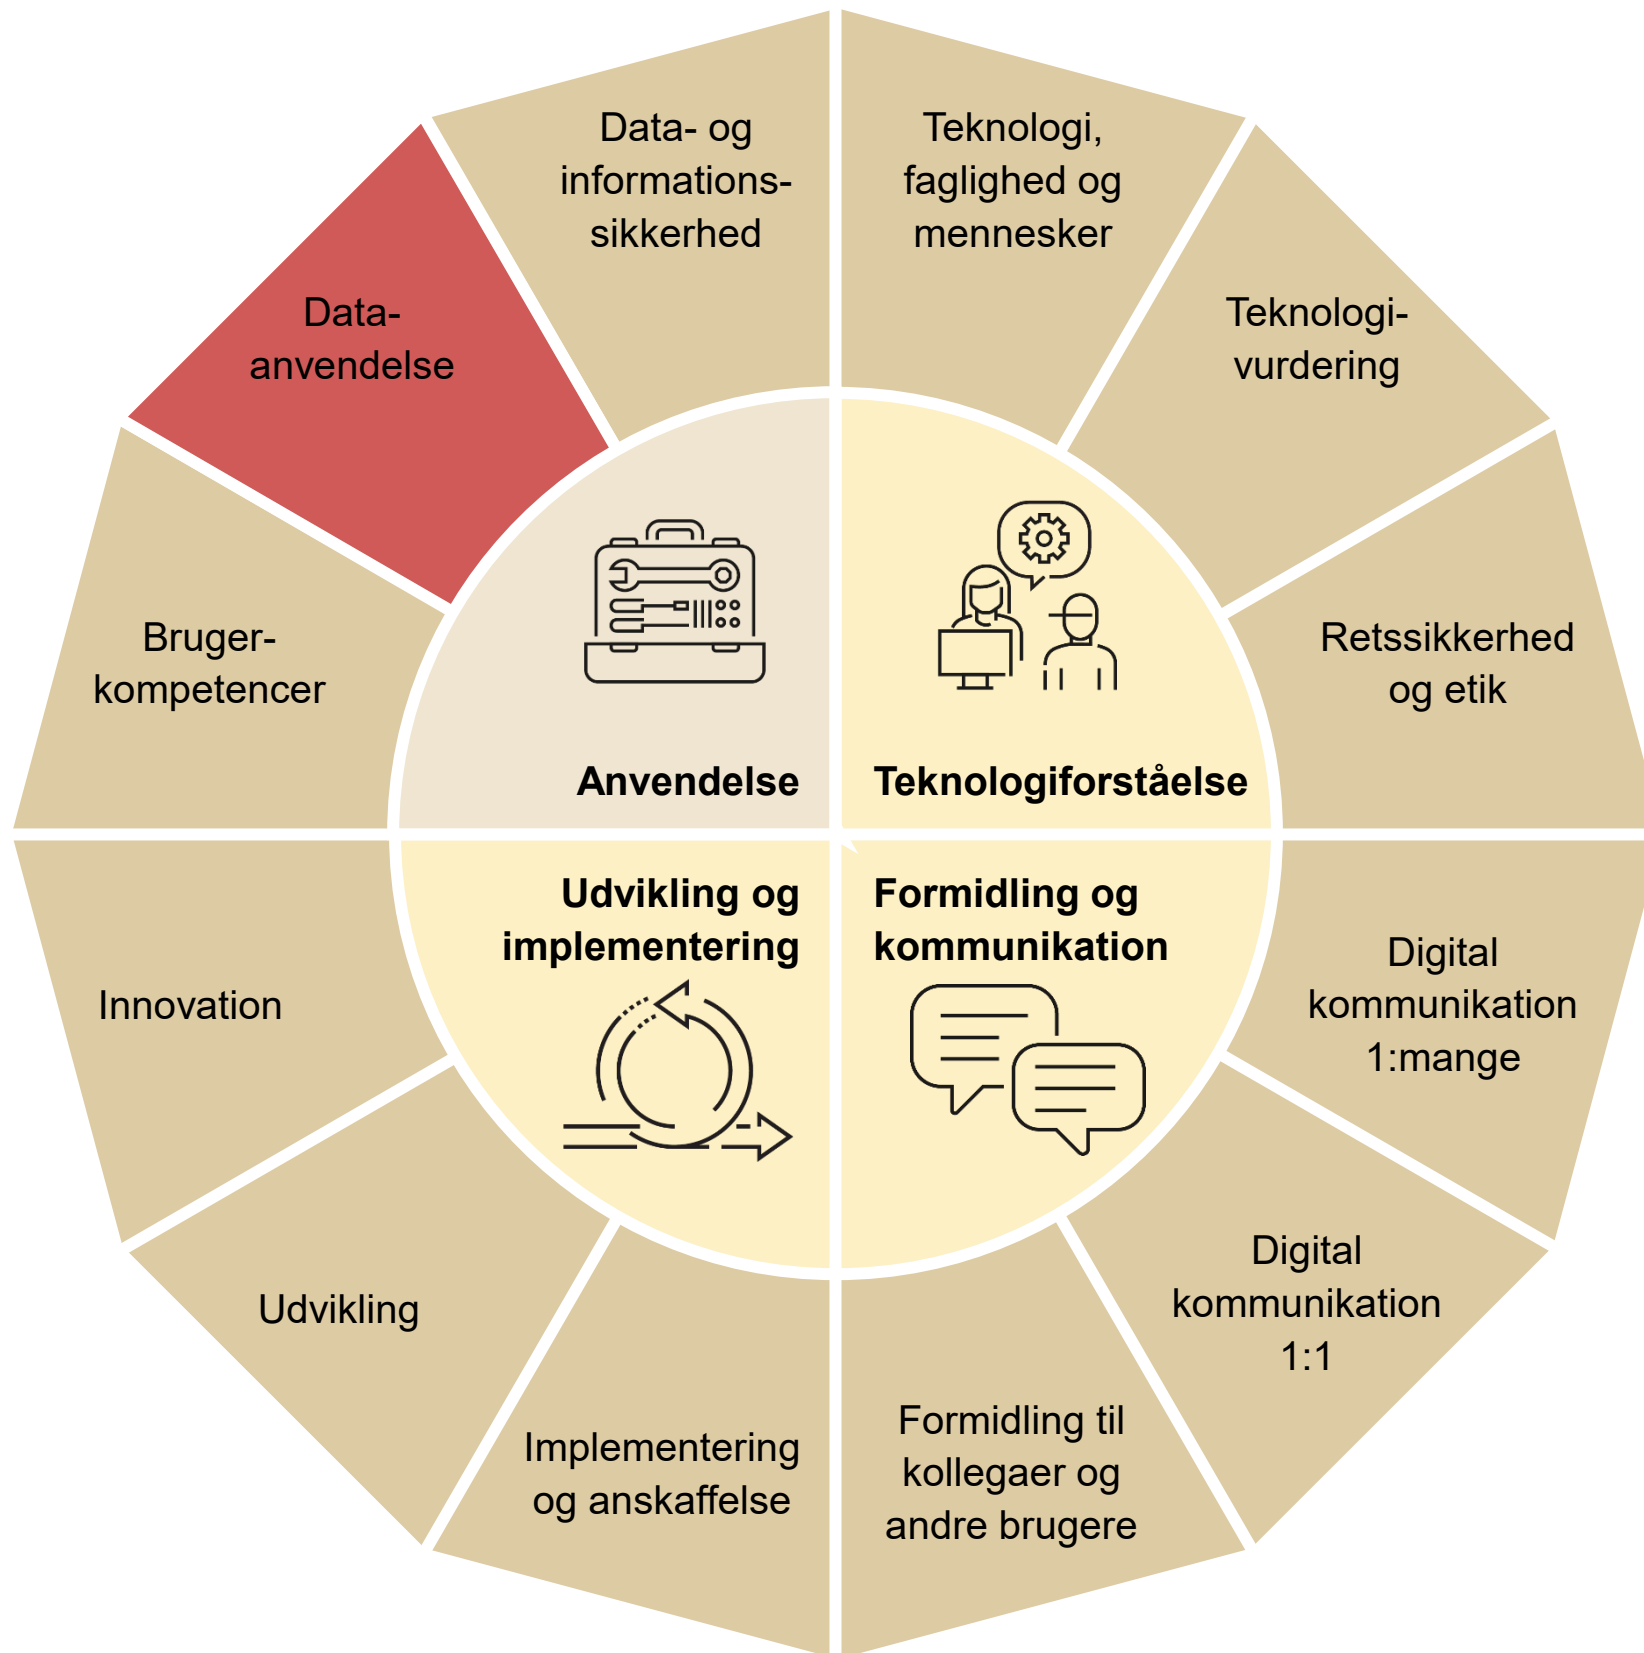 Data- og
informations-
sikkerhed
Teknologi,
faglighed og
mennesker
Data-
anvendelse
Teknologi-
vurdering
Bruger-
kompetencer
Retssikkerhed
og etik
Anvendelse
Teknologiforståelse
Udvikling og
implementering
Formidling og
kommunikation
Innovation
Digital
kommunikation
1:mange
Udvikling
Digital
kommunikation
1:1
Implementering
og anskaffelse
Formidling til
kollegaer og
andre brugere